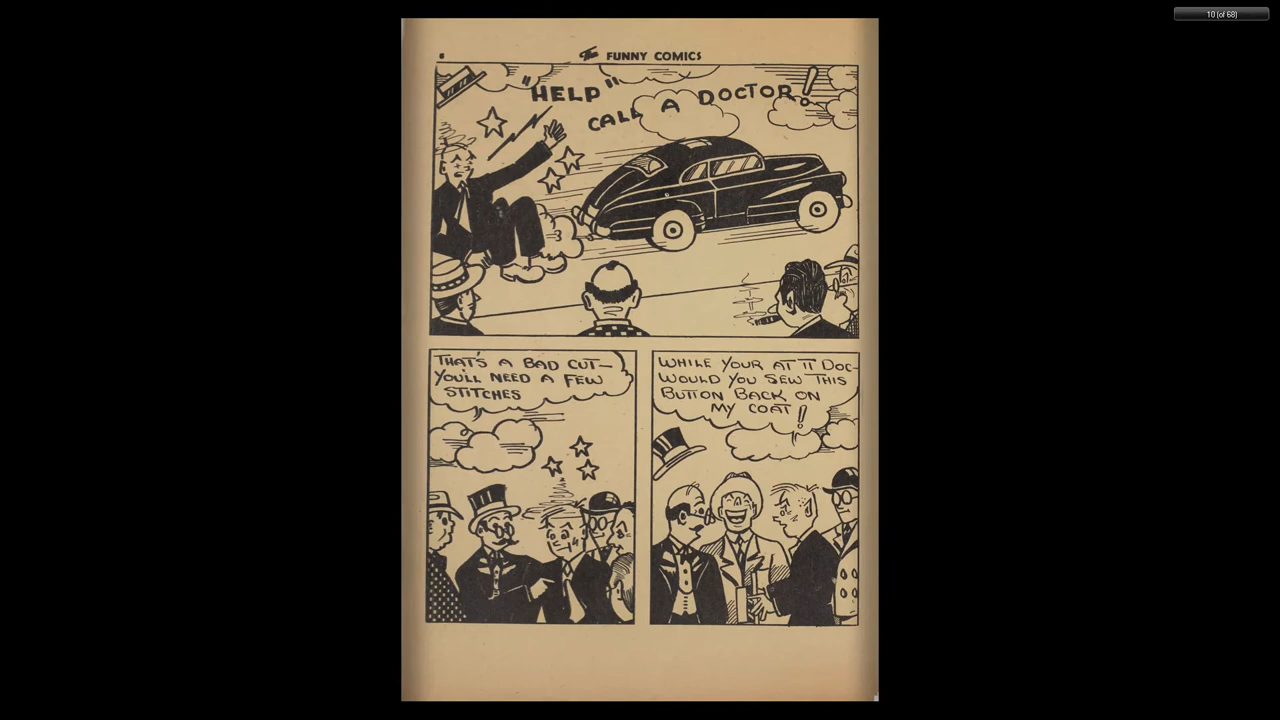 10 (of 68)
8
The FUNNY COMICS
"HELP"
CALL A DOCTOR!
THAT'S A BAD CUT—
YOU'LL NEED A FEW
STITCHES
WHILE YOUR AT IT DOC-
WOULD YOU SEW THIS
BUTTON BACK ON
MY COAT!